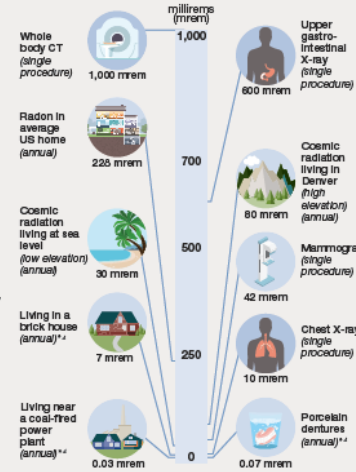 millirems
(mrem)
1,000
700
500
250
0
Whole
body CT
(single
procedure)
1,000 mrem
Radon in
average
US home
(annual)
228 mrem
Cosmic
radiation
living at sea
level
(low elevation)
(annual)
30 mrem
Living in a
brick house
(annual)*⁴
7 mrem
Living near
a coal-fired
power
plant
(annual)*⁴
0.03 mrem
Upper
gastro-
intestinal
X-ray
(single
procedure)
600 mrem
Cosmic
radiation
living in
Denver
(high
elevation)
(annual)
80 mrem
Mammogra
(single
procedure)
42 mrem
Chest X-ray
(single
procedure)
10 mrem
Porcelain
dentures
(annual)*⁴
0.07 mrem